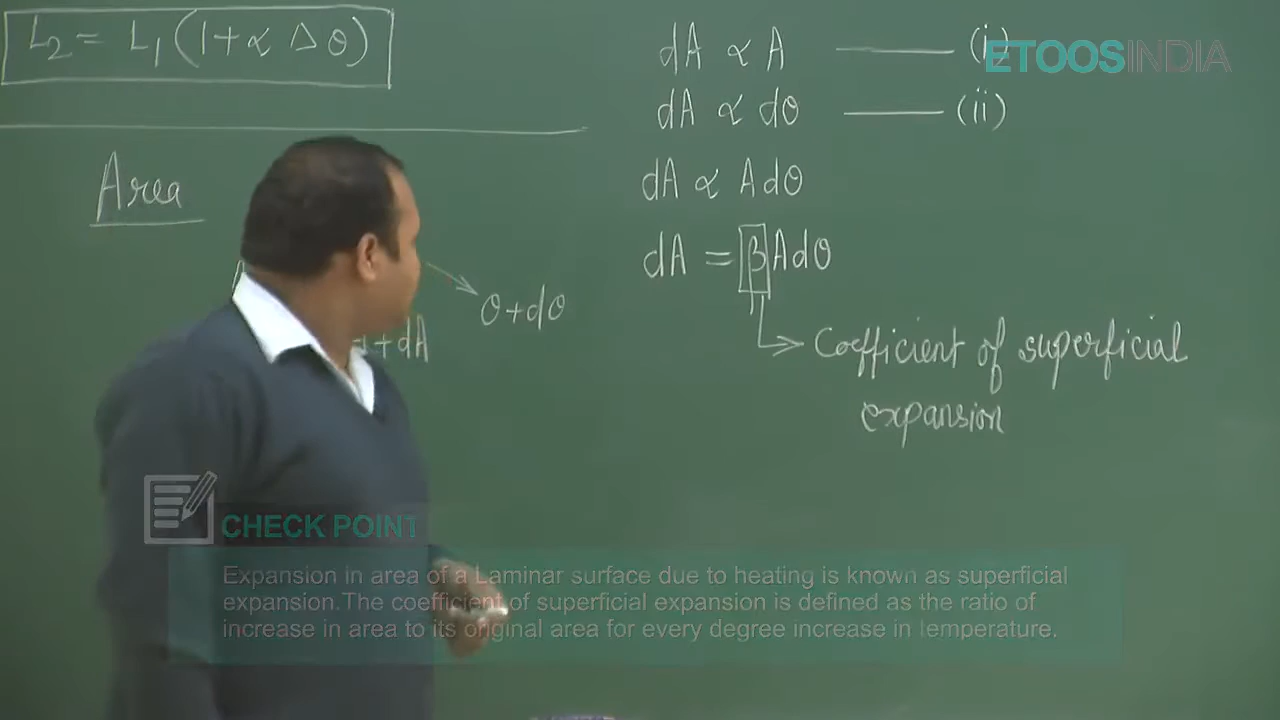 L₂ = L₁ (1 + α Δθ)
Area
θ+dθ
+dA
dA ∝ A (i)
dA ∝ dθ (ii)
dA ∝ Adθ
dA = β Adθ
Coefficient of superficial
expansion
ETOOSINDIA
CHECK POINT
Expansion in area of a Laminar surface due to heating is known as superficial
expansion.The coefficient of superficial expansion is defined as the ratio of
increase in area to its original area for every degree increase in temperature.